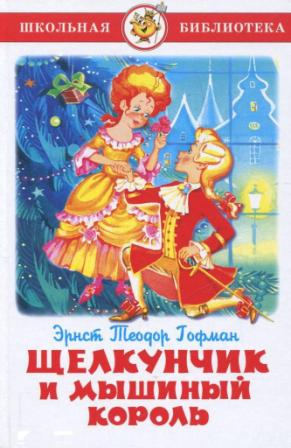 ШКОЛЬНАЯ БИБЛИОТЕКА
Эрнст Теодор Гофман
ЩЕЛКУНЧИК
И МЫШИНЫЙ
КОРОЛЬ